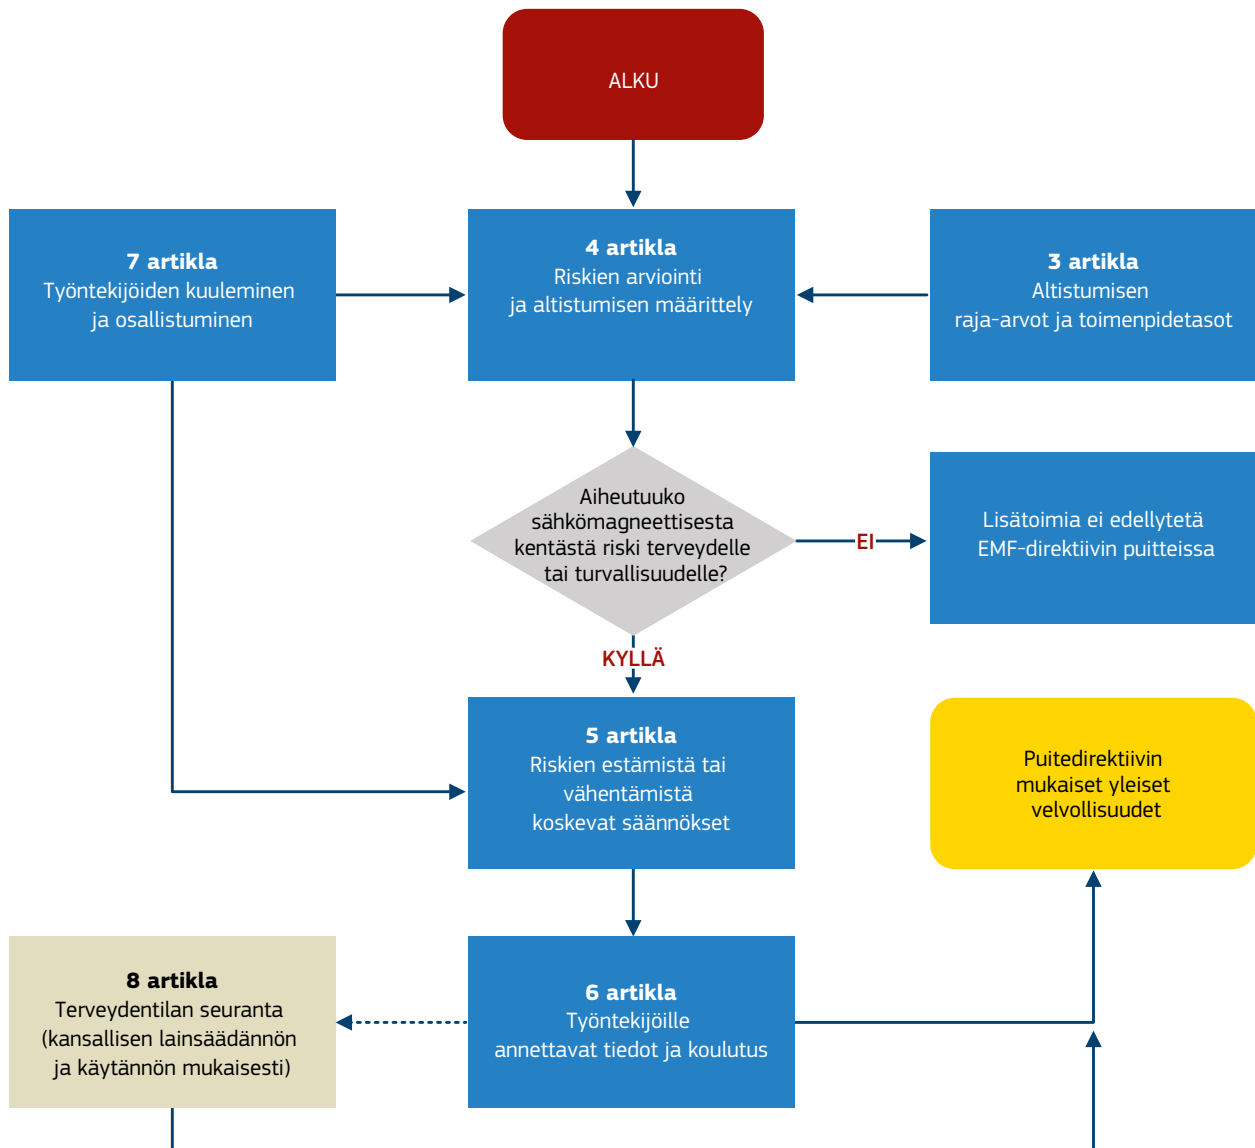 ALKU
7 artikla
Työntekijöiden kuuleminen
ja osallistuminen
4 artikla
Riskien arviointi
ja altistumisen määrittely
3 artikla
Altistumisen
raja-arvot ja toimenpidetasot
Aiheutuuko
sähkömagneettisesta
kentästä riski terveydelle
tai turvallisuudelle?
EI
Lisätoimia ei edellytetä
EMF-direktiivin puitteissa
KYLLÄ
5 artikla
Riskien estämistä tai
vähentämistä
koskevat säännökset
Puitedirektiivin
mukaiset yleiset
velvollisuudet
8 artikla
Terveydentilan seuranta
(kansallisen lainsäädännön
ja käytännön mukaisesti)
6 artikla
Työntekijöille
annettavat tiedot ja koulutus